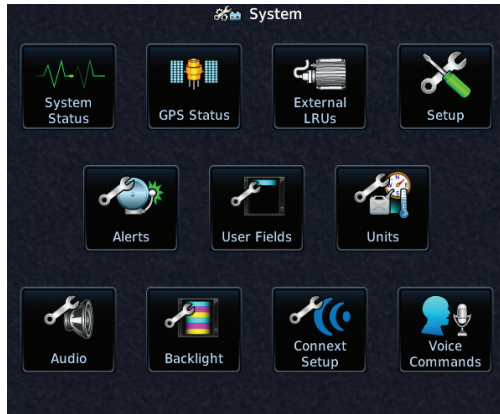 System
System
Status
GPS Status
External
LRUs
Setup
Alerts
User Fields
Units
Audio
Backlight
Connext
Setup
Voice
Commands